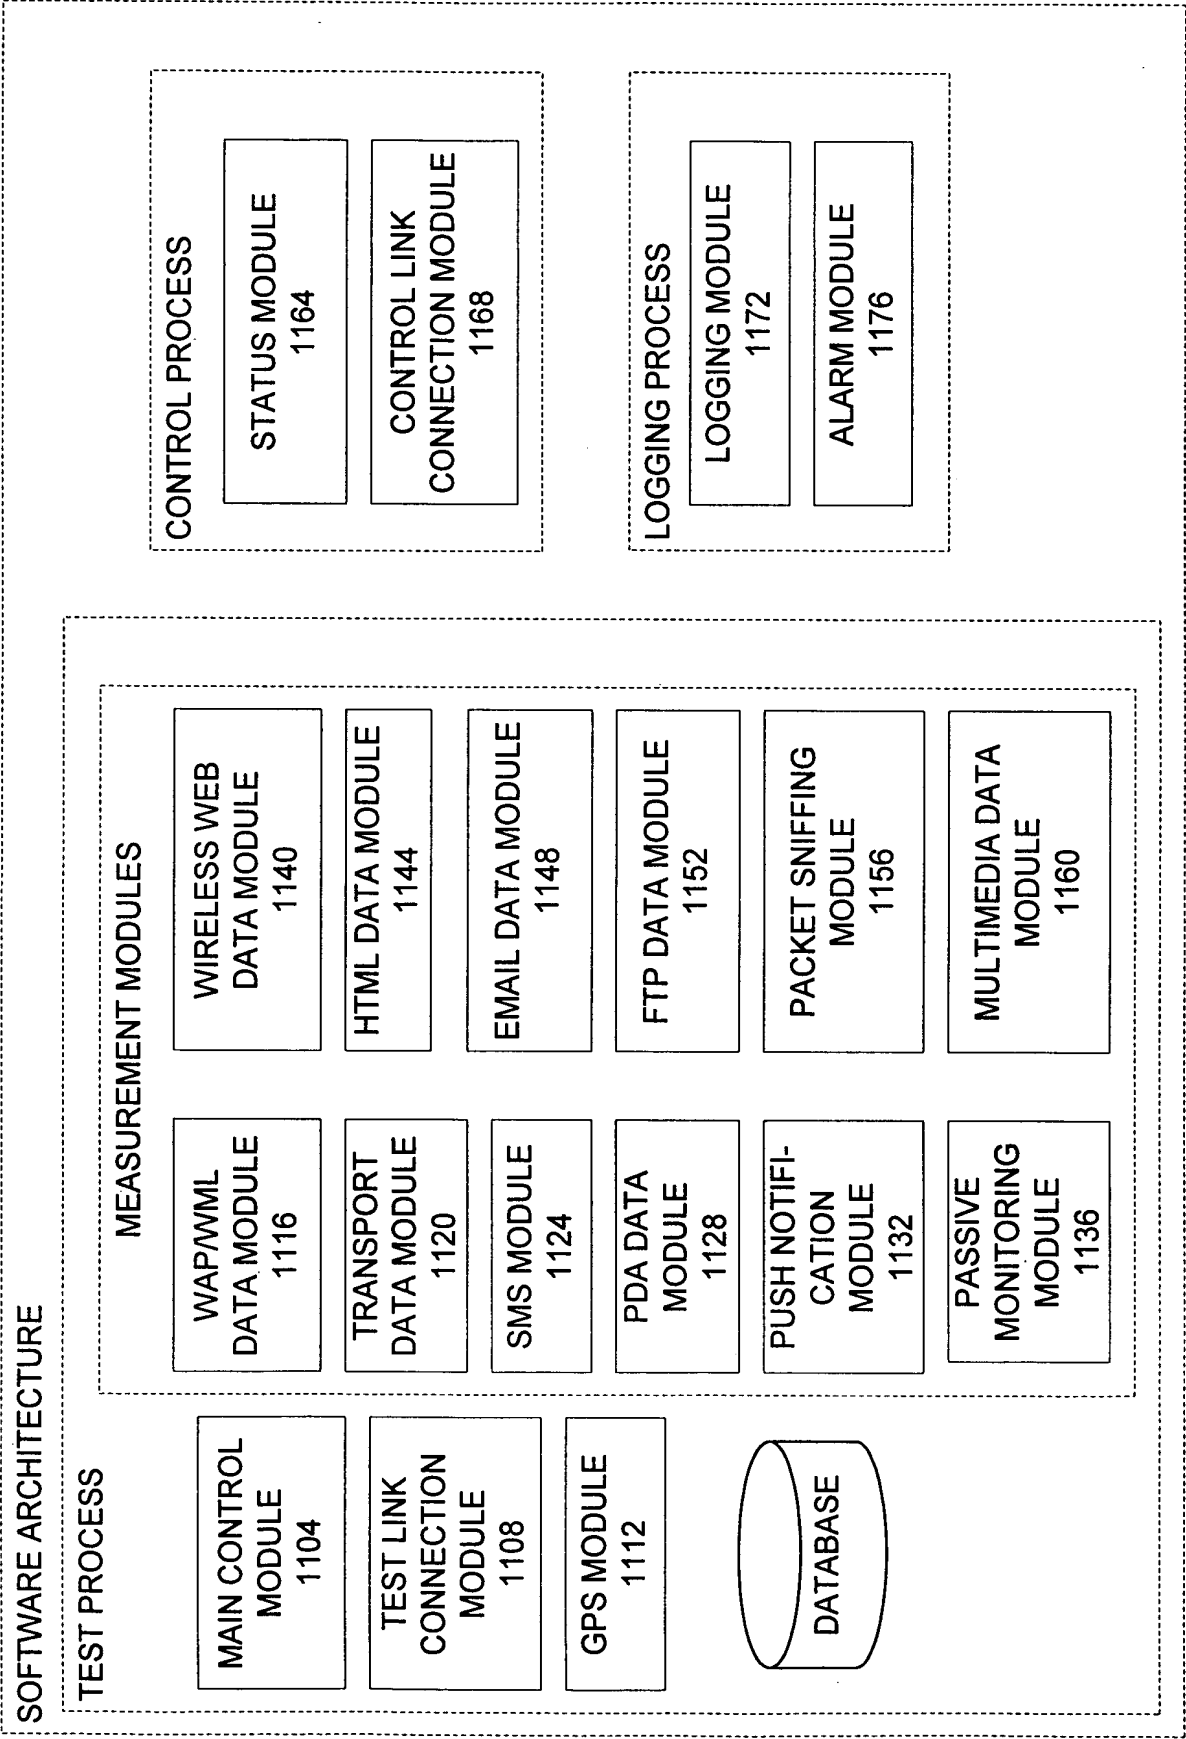 SOFTWARE ARCHITECTURE
TEST PROCESS
MAIN CONTROL
MODULE
1104
TEST LINK
CONNECTION
MODULE
1108
GPS MODULE
1112
DATABASE
MEASUREMENT MODULES
WAP/WML
DATA MODULE
1116
TRANSPORT
DATA MODULE
1120
SMS MODULE
1124
PDA DATA
MODULE
1128
PUSH NOTIFI-
CATION
MODULE
1132
PASSIVE
MONITORING
MODULE
1136
WIRELESS WEB
DATA MODULE
1140
HTML DATA MODULE
1144
EMAIL DATA MODULE
1148
FTP DATA MODULE
1152
PACKET SNIFFING
MODULE
1156
MULTIMEDIA DATA
MODULE
1160
CONTROL PROCESS
STATUS MODULE
1164
CONTROL LINK
CONNECTION MODULE
1168
LOGGING PROCESS
LOGGING MODULE
1172
ALARM MODULE
1176